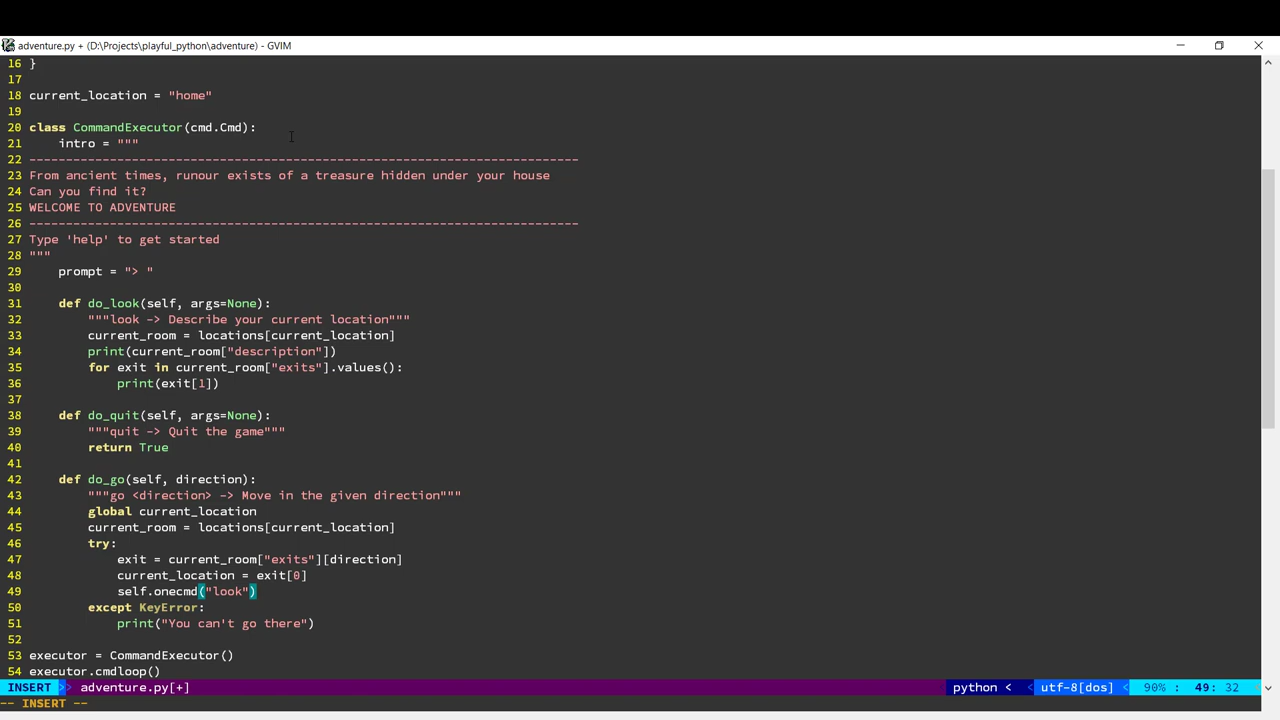 adventure.py + (D:\Projects\playful_python\adventure) - GVIM
16 }
17
18 current_location = "home"
19
20 class CommandExecutor(cmd.Cmd):
21     intro = """
22 ---------------------------------------------------------------------------
23 From ancient times, runour exists of a treasure hidden under your house
24 Can you find it?
25 WELCOME TO ADVENTURE
26 ---------------------------------------------------------------------------
27 Type 'help' to get started
28 """
29     prompt = "> "
30
31     def do_look(self, args=None):
32         """look -> Describe your current location"""
33         current_room = locations[current_location]
34         print(current_room["description"])
35         for exit in current_room["exits"].values():
36             print(exit[1])
37
38     def do_quit(self, args=None):
39         """quit -> Quit the game"""
40         return True
41
42     def do_go(self, direction):
43         """go <direction> -> Move in the given direction"""
44         global current_location
45         current_room = locations[current_location]
46         try:
47             exit = current_room["exits"][direction]
48             current_location = exit[0]
49             self.onecmd("look")
50         except KeyError:
51             print("You can't go there")
52
53 executor = CommandExecutor()
54 executor.cmdloop()
INSERT adventure.py[+] python < utf-8[dos] 90% : 49: 32
-- INSERT --